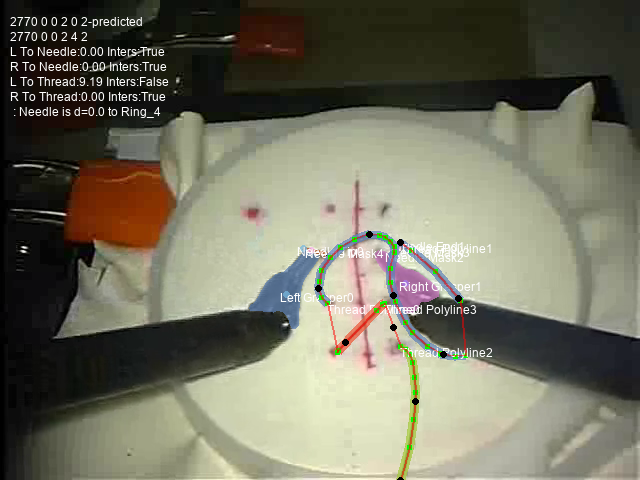 2770 0 0 2 0 2-predicted
2770 0 0 2 4 2
L To Needle:0.00 Inters:True
R To Needle:0.00 Inters:True
L To Thread:9.19 Inters:False
R To Thread:0.00 Inters:True
: Needle is d=0.0 to Ring_4
Left Gripper0
Right Gripper1
Thread Polyline3
Thread Polyline2